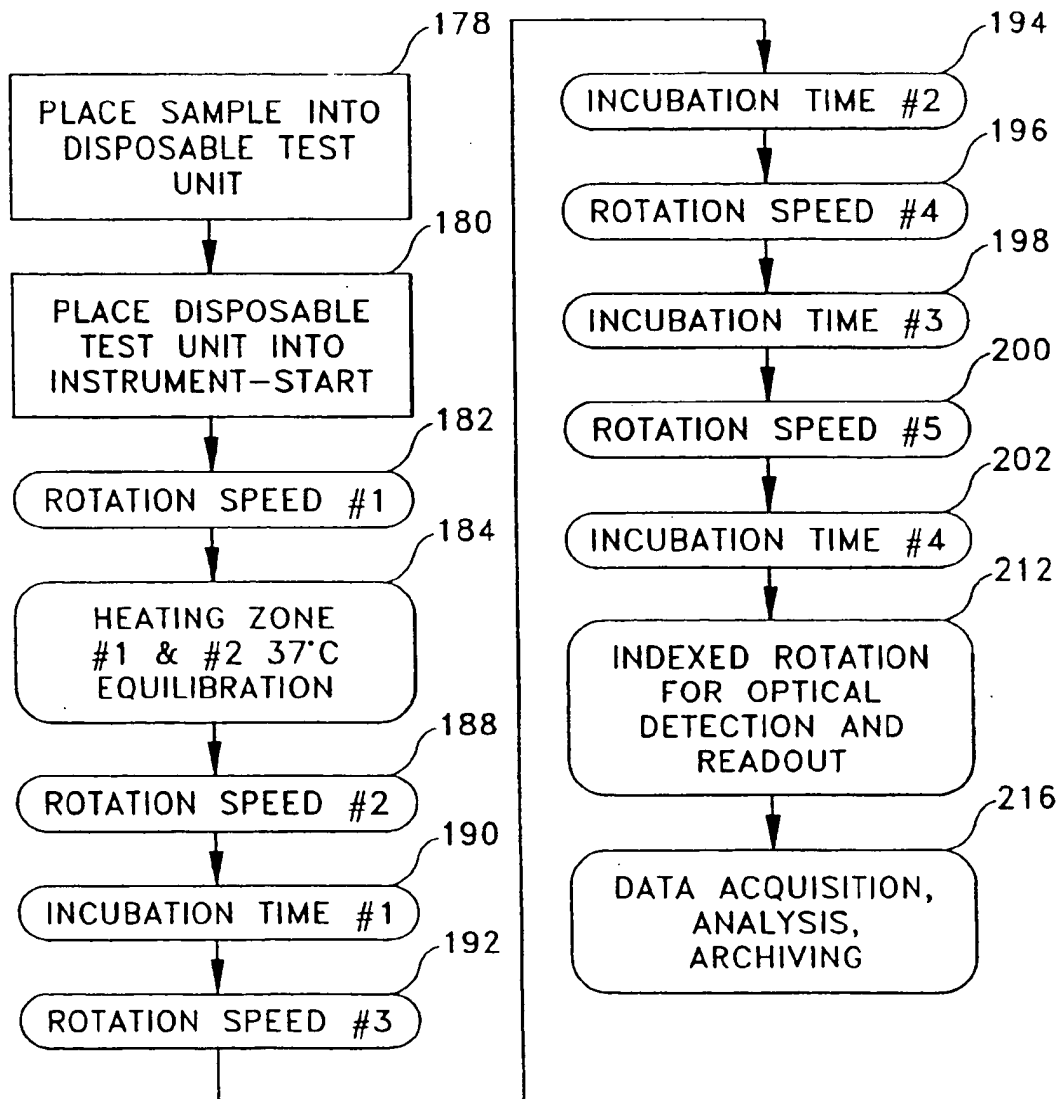 178
PLACE SAMPLE INTO
DISPOSABLE TEST
UNIT
180
PLACE DISPOSABLE
TEST UNIT INTO
INSTRUMENT-START
182
ROTATION SPEED #1
184
HEATING ZONE
#1 & #2 37°C
EQUILIBRATION
188
ROTATION SPEED #2
190
INCUBATION TIME #1
192
ROTATION SPEED #3
194
INCUBATION TIME #2
196
ROTATION SPEED #4
198
INCUBATION TIME #3
200
ROTATION SPEED #5
202
INCUBATION TIME #4
212
INDEXED ROTATION
FOR OPTICAL
DETECTION AND
READOUT
216
DATA ACQUISITION,
ANALYSIS,
ARCHIVING